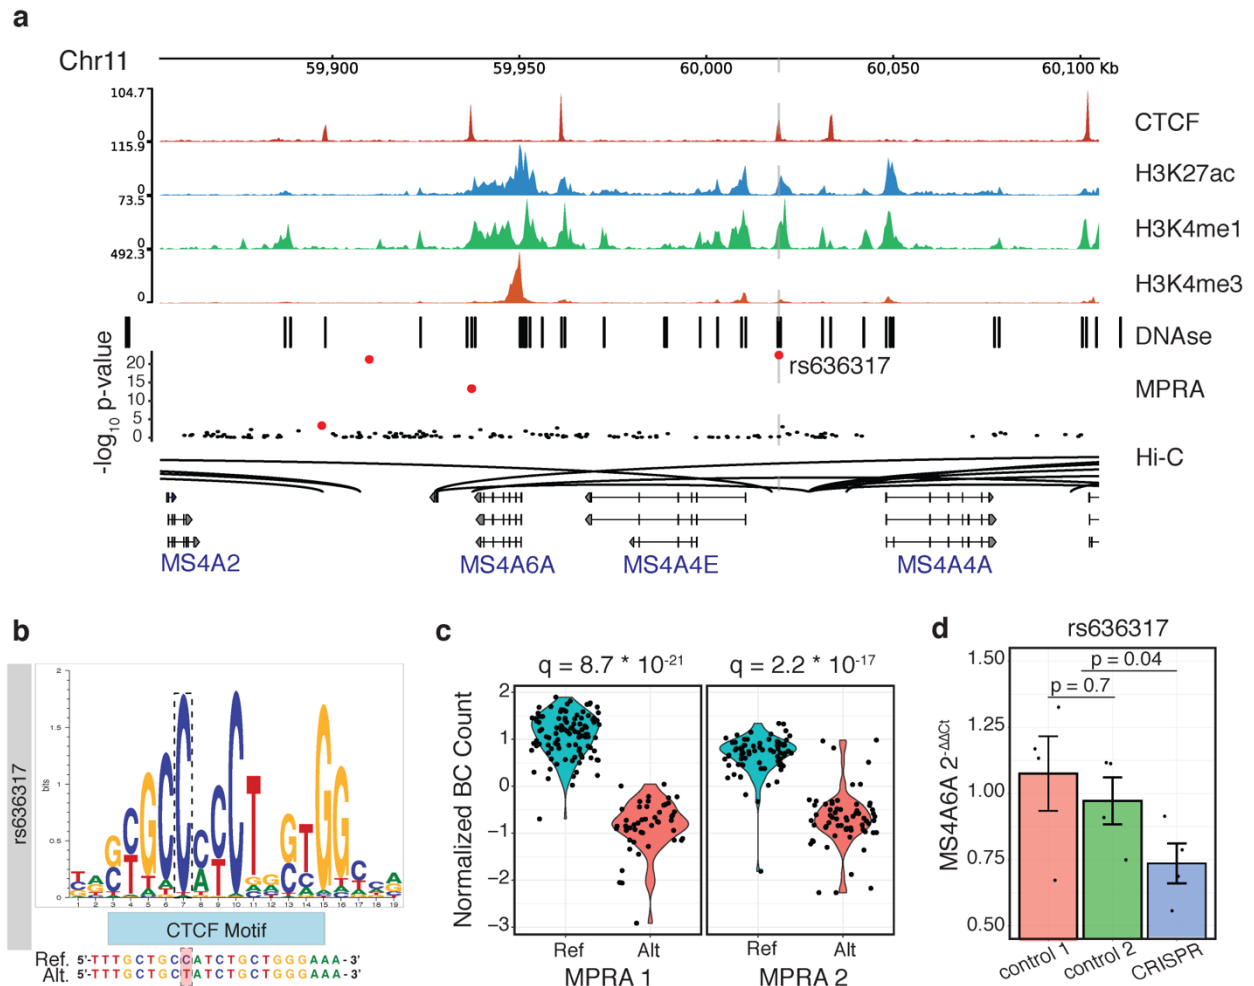 a
Chr11
59,900 59,950 60,000 60,050 60,100 Kb
104.7
0
CTCF
115.9
0
H3K27ac
73.5
0
H3K4me1
492.3
0
H3K4me3
DNAse
-log10 p-value
20
15
10
5
0
rs636317
MPRA
Hi-C
MS4A2 MS4A6A MS4A4E MS4A4A
b
rs636317
bits
2
1.5
1
0.5
0
1 2 3 4 5 6 7 8 9 10 11 12 13 14 15 16 17 18 19
CTCF Motif
Ref. 5'-TTTGCTGCCATCTGCTGGGAAA-3'
Alt. 5'-TTTGCTGCTATCTGCTGGGAAA-3'
c
q = 8.7 * 10-21 q = 2.2 * 10-17
Normalized BC Count
2
1
0
−1
−2
−3
Ref Alt Ref Alt
MPRA 1 MPRA 2
d
rs636317
MS4A6A 2-ΔΔCt
1.50
1.25
1.00
0.75
0.50
p = 0.04
p = 0.7
control 1 control 2 CRISPR